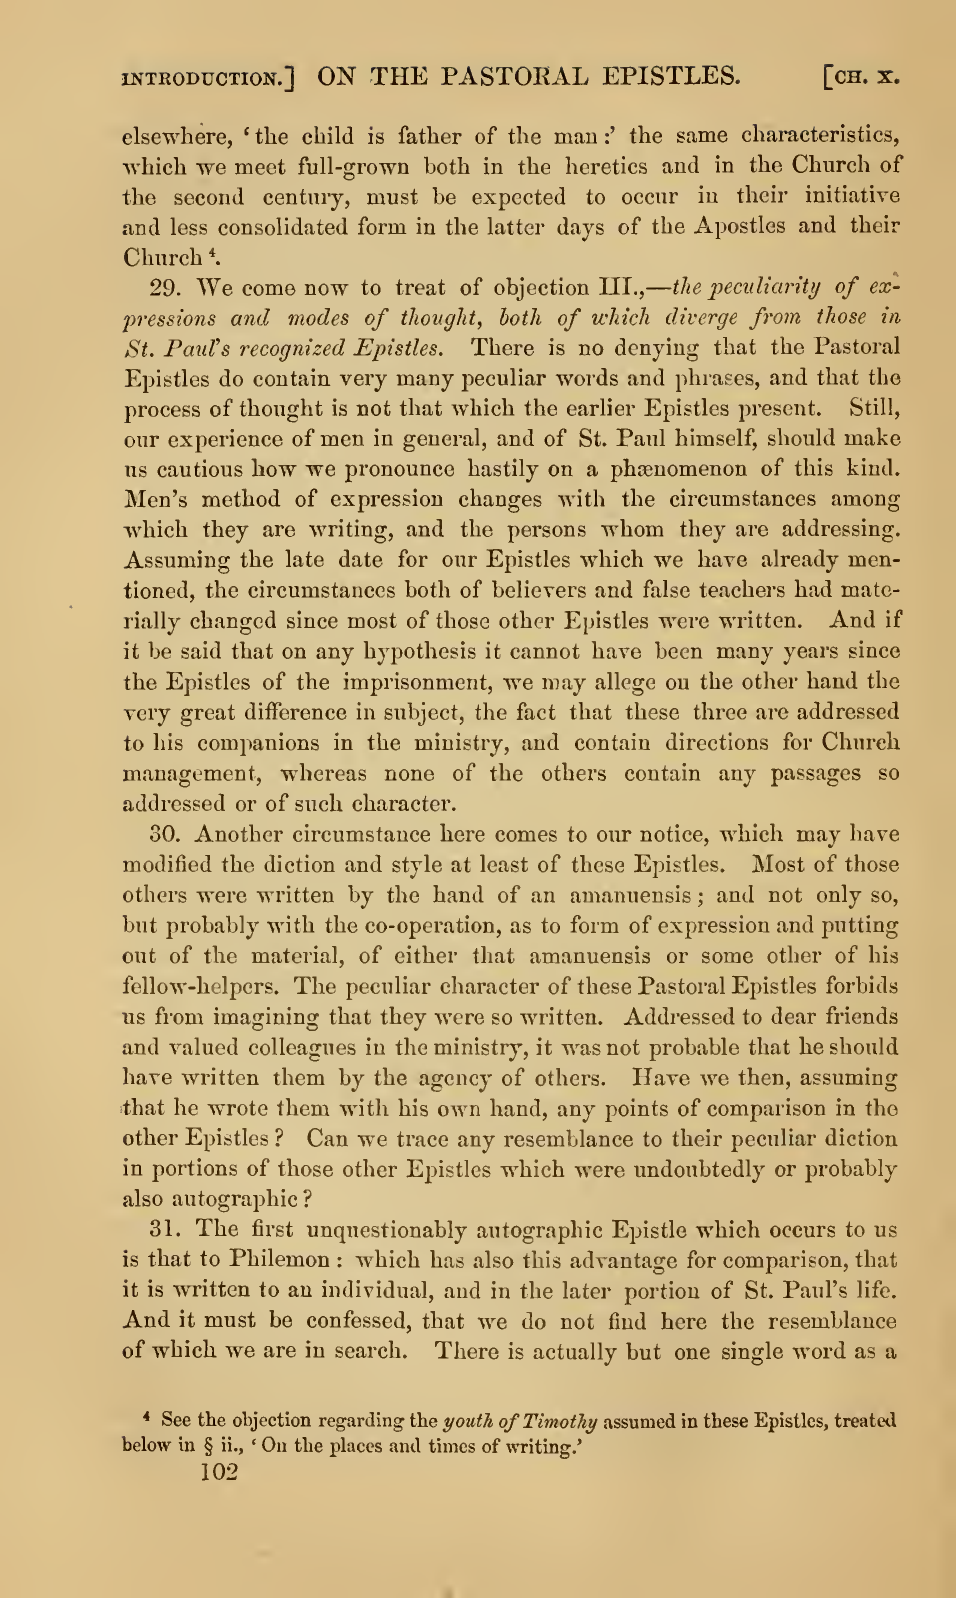 INTRODUCTION.] ON THE PASTORAL EPISTLES. [CH. X.
elsewhere, ‘the child is father of the man:’ the same characteristics,
which we meet full-grown both in the heretics and in the Church of
the second century, must be expected to occur in their initiative
and less consolidated form in the latter days of the Apostles and their
Church ⁴.
29. We come now to treat of objection III.,—the peculiarity of ex-
pressions and modes of thought, both of which diverge from those in
St. Paul's recognized Epistles. There is no denying that the Pastoral
Epistles do contain very many peculiar words and phrases, and that the
process of thought is not that which the earlier Epistles present. Still,
our experience of men in general, and of St. Paul himself, should make
us cautious how we pronounce hastily on a phænomenon of this kind.
Men's method of expression changes with the circumstances among
which they are writing, and the persons whom they are addressing.
Assuming the late date for our Epistles which we have already men-
tioned, the circumstances both of believers and false teachers had mate-
rially changed since most of those other Epistles were written. And if
it be said that on any hypothesis it cannot have been many years since
the Epistles of the imprisonment, we may allege on the other hand the
very great difference in subject, the fact that these three are addressed
to his companions in the ministry, and contain directions for Church
management, whereas none of the others contain any passages so
addressed or of such character.
30. Another circumstance here comes to our notice, which may have
modified the diction and style at least of these Epistles. Most of those
others were written by the hand of an amanuensis; and not only so,
but probably with the co-operation, as to form of expression and putting
out of the material, of either that amanuensis or some other of his
fellow-helpers. The peculiar character of these Pastoral Epistles forbids
us from imagining that they were so written. Addressed to dear friends
and valued colleagues in the ministry, it was not probable that he should
have written them by the agency of others. Have we then, assuming
that he wrote them with his own hand, any points of comparison in the
other Epistles? Can we trace any resemblance to their peculiar diction
in portions of those other Epistles which were undoubtedly or probably
also autographic?
31. The first unquestionably autographic Epistle which occurs to us
is that to Philemon: which has also this advantage for comparison, that
it is written to an individual, and in the later portion of St. Paul's life.
And it must be confessed, that we do not find here the resemblance
of which we are in search. There is actually but one single word as a
⁴ See the objection regarding the youth of Timothy assumed in these Epistles, treated
below in § ii., ‘On the places and times of writing.’
102